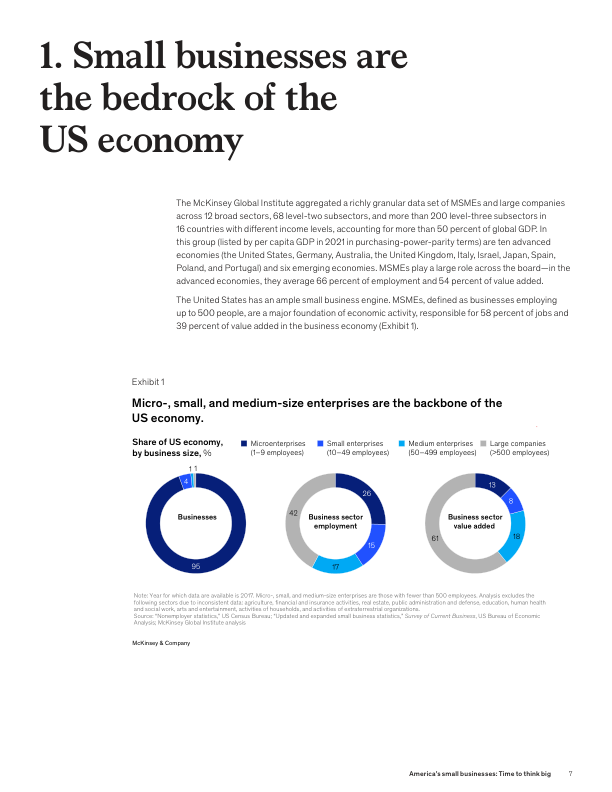 1. Small businesses are
the bedrock of the
US economy
The McKinsey Global Institute aggregated a richly granular data set of MSMEs and large companies
across 12 broad sectors, 68 level-two subsectors, and more than 200 level-three subsectors in
16 countries with different income levels, accounting for more than 50 percent of global GDP. In
this group (listed by per capita GDP in 2021 in purchasing-power-parity terms) are ten advanced
economies (the United States, Germany, Australia, the United Kingdom, Italy, Israel, Japan, Spain,
Poland, and Portugal) and six emerging economies. MSMEs play a large role across the board—in the
advanced economies, they average 66 percent of employment and 54 percent of value added.
The United States has an ample small business engine. MSMEs, defined as businesses employing
up to 500 people, are a major foundation of economic activity, responsible for 58 percent of jobs and
39 percent of value added in the business economy (Exhibit 1).
Exhibit 1
Micro-, small, and medium-size enterprises are the backbone of the
US economy.
Share of US economy,
by business size, %
Microenterprises
(1–9 employees)
Small enterprises
(10–49 employees)
Medium enterprises
(50–499 employees)
Large companies
(>500 employees)
1 1
4
Businesses
95
26
42
Business sector
employment
15
17
13
8
Business sector
value added
61
18
Note: Year for which data are available is 2017. Micro-, small, and medium-size enterprises are those with fewer than 500 employees. Analysis excludes the
following sectors due to inconsistent data: agriculture, financial and insurance activities, real estate, public administration and defense, education, human health
and social work, arts and entertainment, activities of households, and activities of extraterrestrial organizations.
Source: "Nonemployer statistics," US Census Bureau; "Updated and expanded small business statistics," Survey of Current Business, US Bureau of Economic
Analysis; McKinsey Global Institute analysis
McKinsey & Company
America's small businesses: Time to think big 7